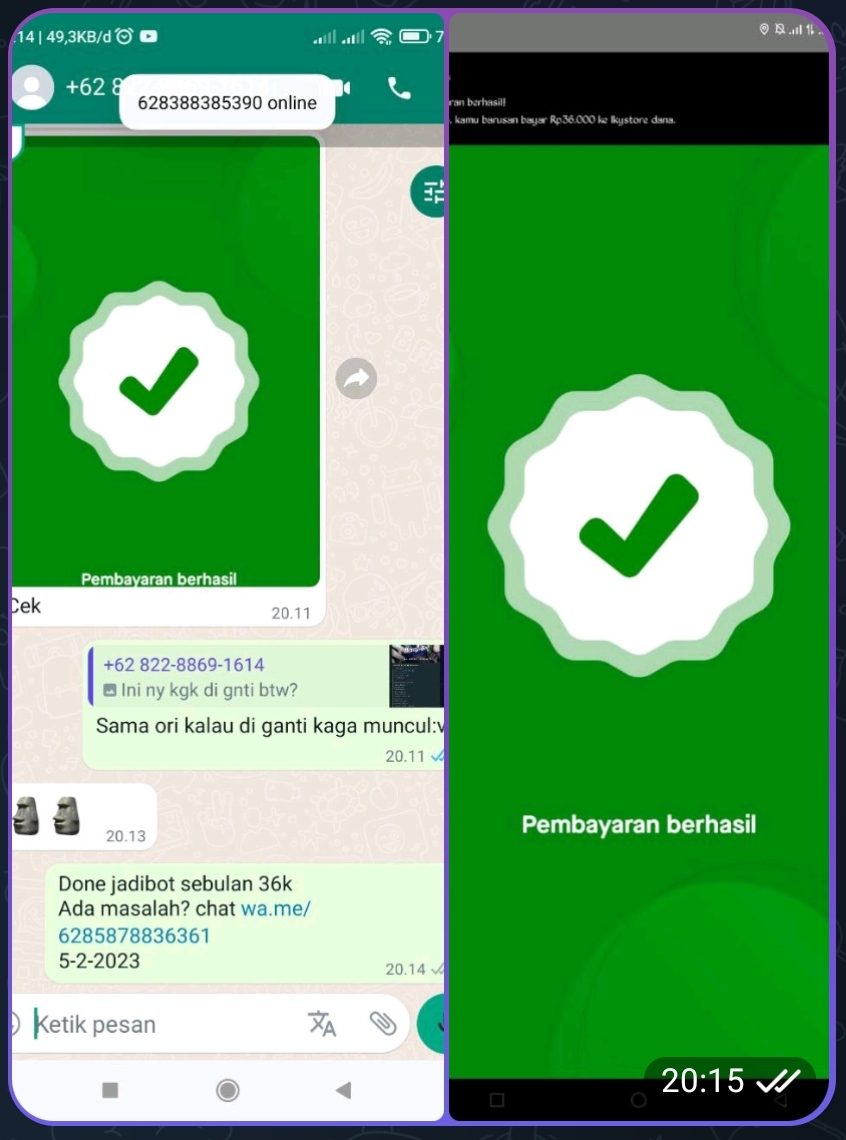 .14 | 49,3KB/d
+62 8
628388385390 online
Pembayaran berhasil
Cek
20.11
+62 822-8869-1614
Ini ny kgk di gnti btw?
Sama ori kalau di ganti kaga muncul:v
20.11
20.13
Done jadibot sebulan 36k
Ada masalah? chat wa.me/
6285878836361
5-2-2023
20.14
Ketik pesan
ran berhasil!
, kamu barusan bayar Rp36.000 ke Ikystore dana.
Pembayaran berhasil
20:15